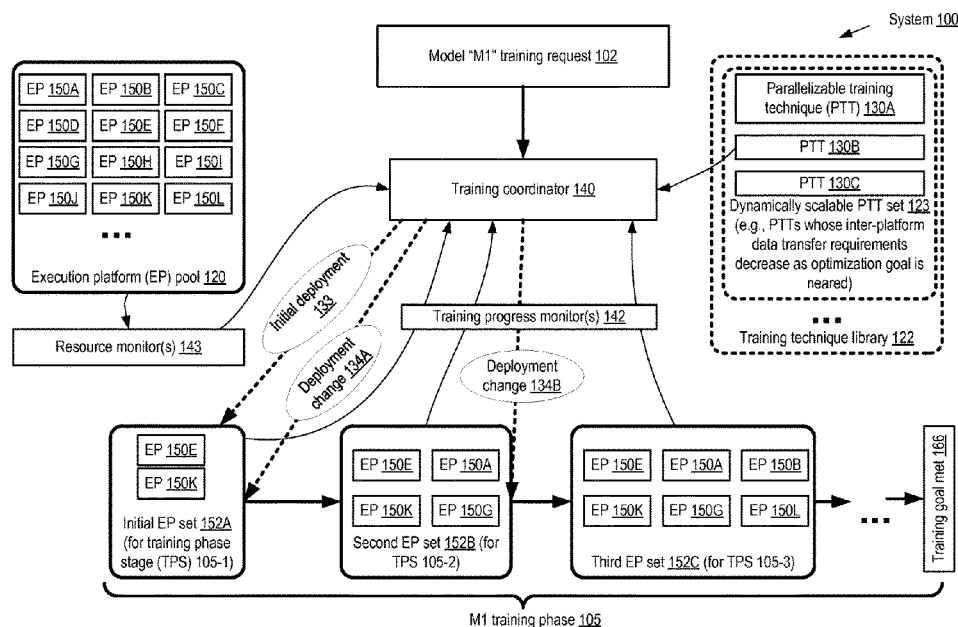 System 100
Model "M1" training request 102
EP 150A
EP 150B
EP 150C
EP 150D
EP 150E
EP 150F
EP 150G
EP 150H
EP 150I
EP 150J
EP 150K
EP 150L
Execution platform (EP) pool 120
Parallelizable training
technique (PTT) 130A
PTT 130B
PTT 130C
Dynamically scalable PTT set 123
(e.g., PTTs whose inter-platform
data transfer requirements
decrease as optimization goal is
neared)
Training technique library 122
Training coordinator 140
Resource monitor(s) 143
Initial deployment
133
Deployment
change 134A
Training progress monitor(s) 142
Deployment
change 134B
EP 150E
EP 150K
Initial EP set 152A
(for training phase
stage (TPS) 105-1)
EP 150E
EP 150A
EP 150K
EP 150G
Second EP set 152B (for
TPS 105-2)
EP 150E
EP 150A
EP 150B
EP 150K
EP 150G
EP 150L
Third EP set 152C (for TPS 105-3)
Training goal met 166
M1 training phase 105